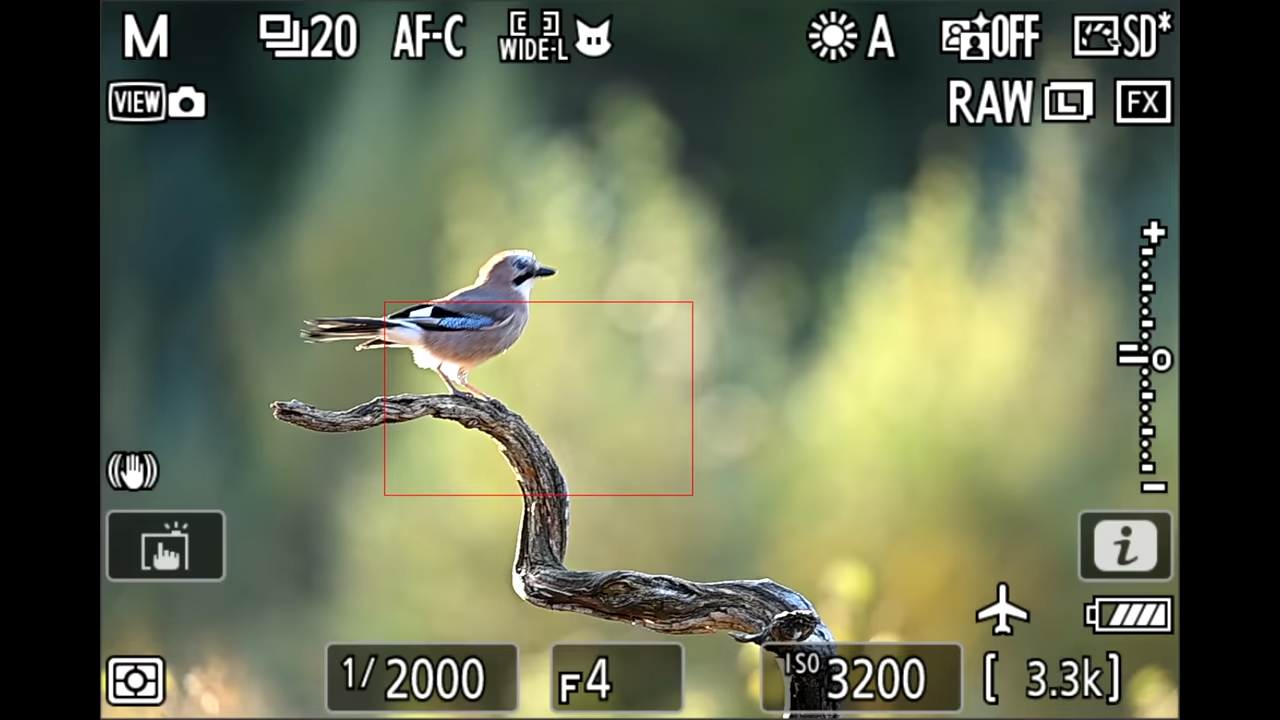 M 20 AF-C WIDE-L A OFF SD*
VIEW RAW L FX
i
1/2000 F4 ISO 3200 [ 3.3k]